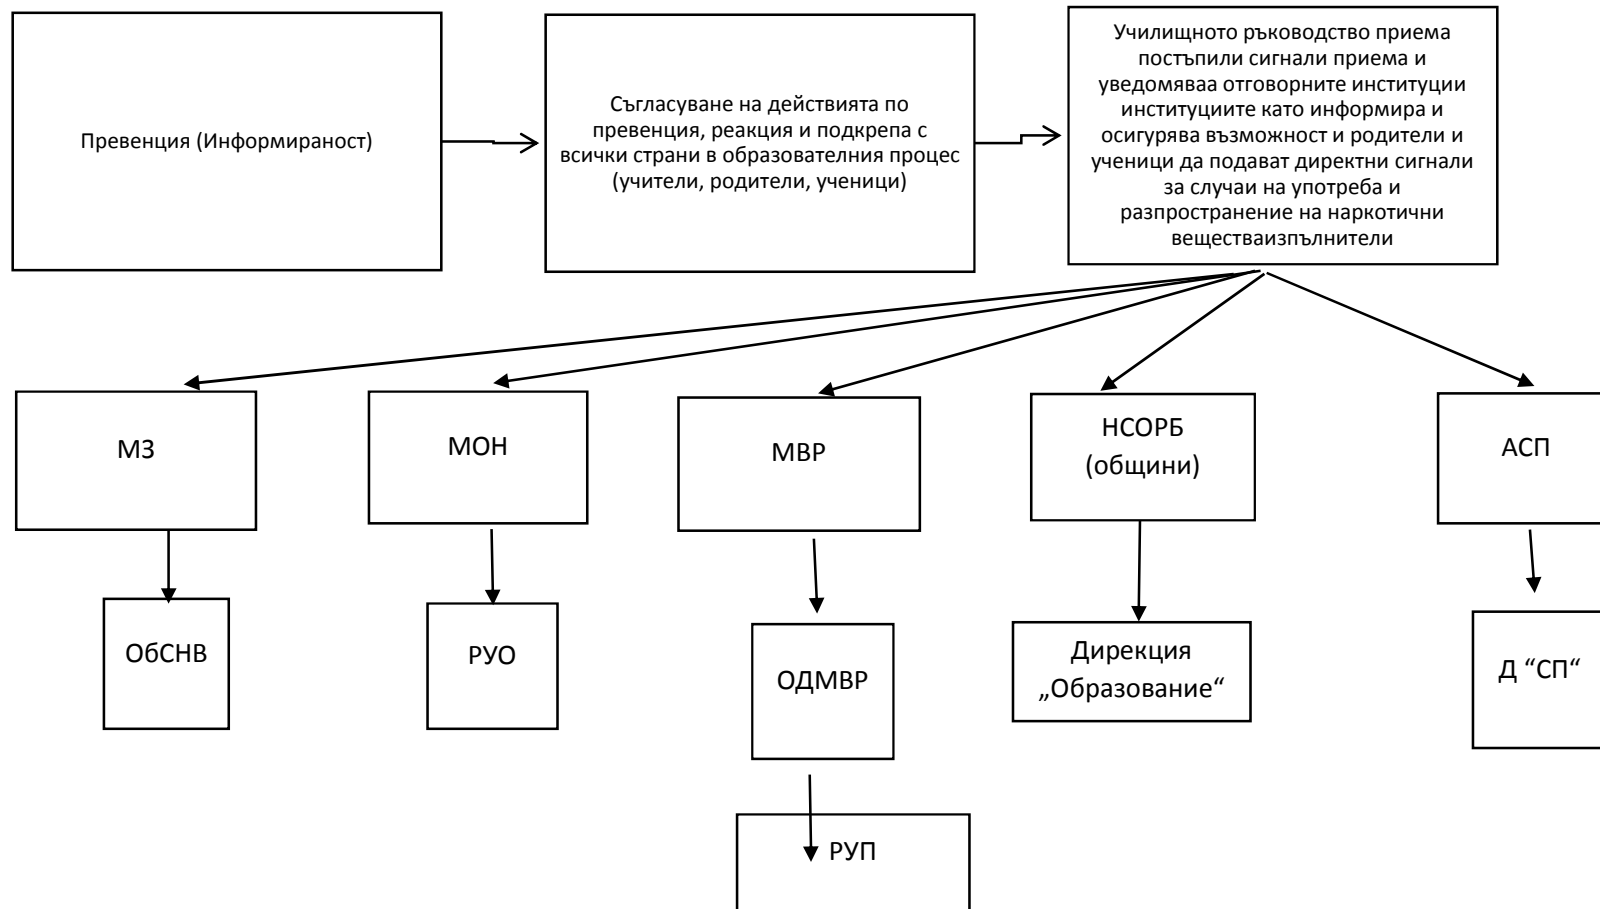 Превенция (Информираност)
Съгласуване на действията по
превенция, реакция и подкрепа с
всички страни в образователния процес
(учители, родители, ученици)
Училищното ръководство приема
постъпили сигнали приема и
уведомяваа отговорните институции
институциите като информира и
осигурява възможност и родители и
ученици да подават директни сигнали
за случаи на употреба и
разпространение на наркотични
веществаизпълнители
МЗ
МОН
МВР
НСОРБ
(общини)
АСП
ОбСНВ
РУО
ОДМВР
Дирекция
„Образование“
Д “СП“
РУП